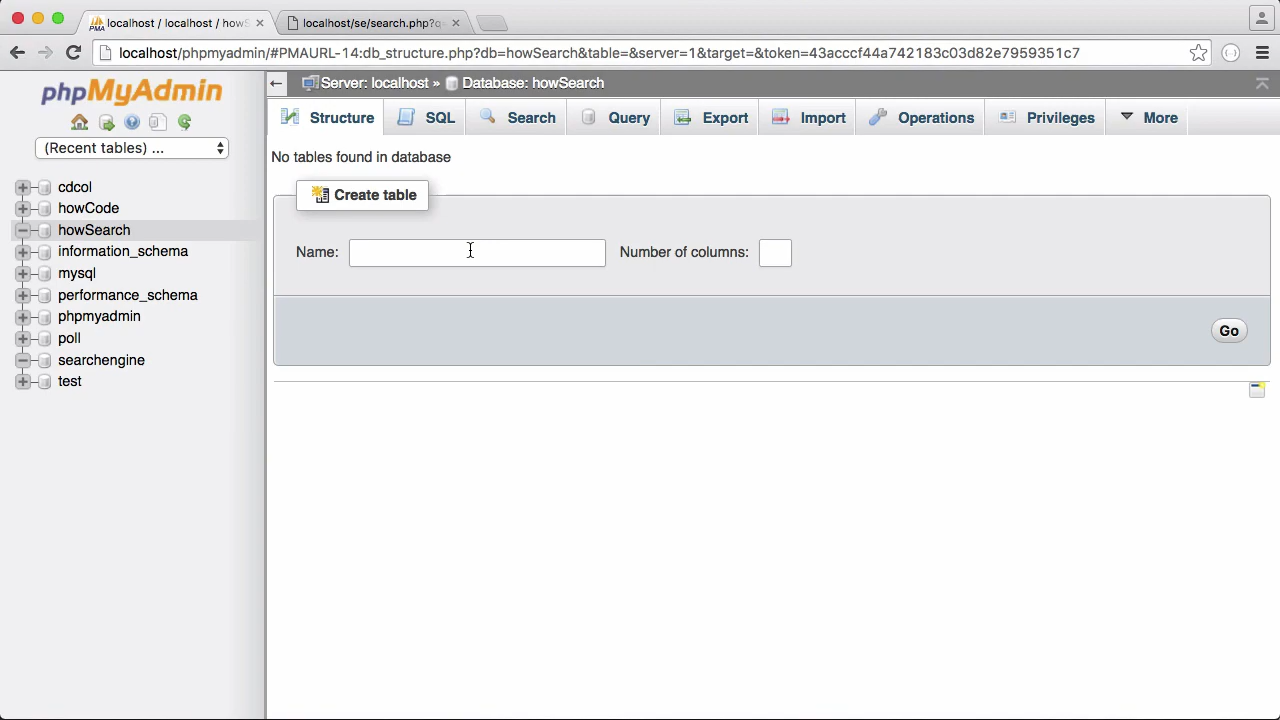 localhost / localhost / howS
localhost/se/search.php?q=
localhost/phpmyadmin/#PMAURL-14:db_structure.php?db=howSearch&table=&server=1&target=&token=43acccf44a742183c03d82e7959351c7
phpMyAdmin
(Recent tables) ...
cdcol
howCode
howSearch
information_schema
mysql
performance_schema
phpmyadmin
poll
searchengine
test
Server: localhost » Database: howSearch
Structure SQL Search Query Export Import Operations Privileges More
No tables found in database
Create table
Name: Number of columns:
Go